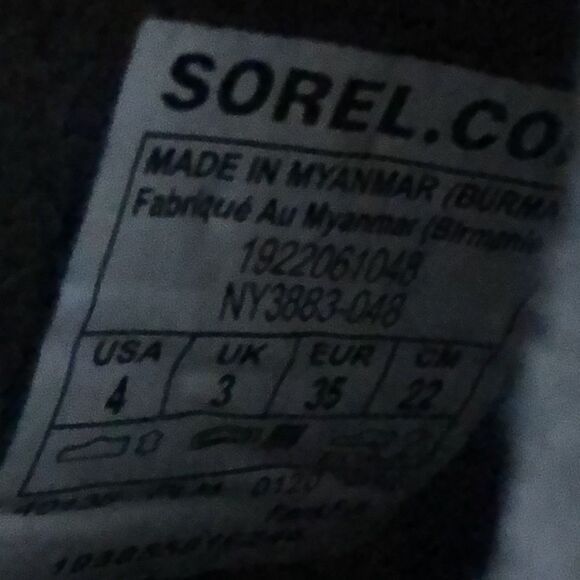 SOREL.CO
MADE IN MYANMAR (BURMA
Fabriqué Au Myanmar (Birmanie
1922061048
NY3883-048
USA UK EUR CM
4 3 35 22
0120